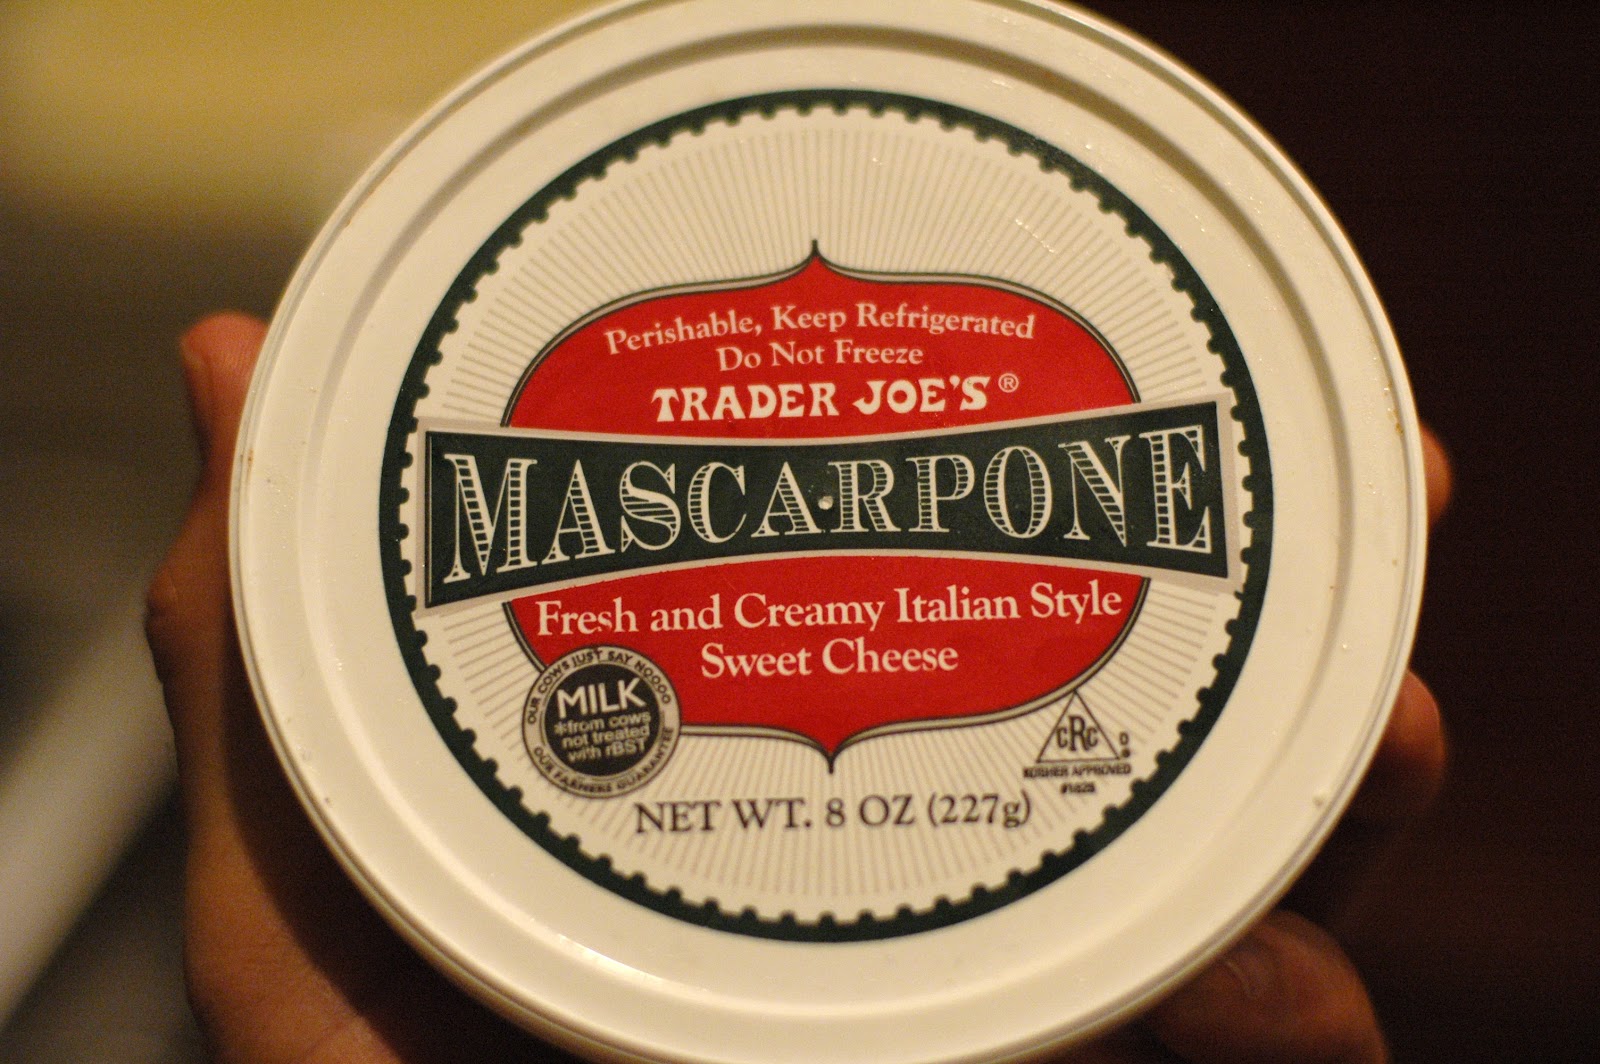 Perishable, Keep Refrigerated
Do Not Freeze
TRADER JOE'S®
MASCARPONE
Fresh and Creamy Italian Style
Sweet Cheese
OUR COWS JUST SAY NOOOO
MILK
*from cows
not treated
with rBST
OUR FARMERS GUARANTEE
CRC D
KOSHER APPROVED
NET WT. 8 OZ (227g)